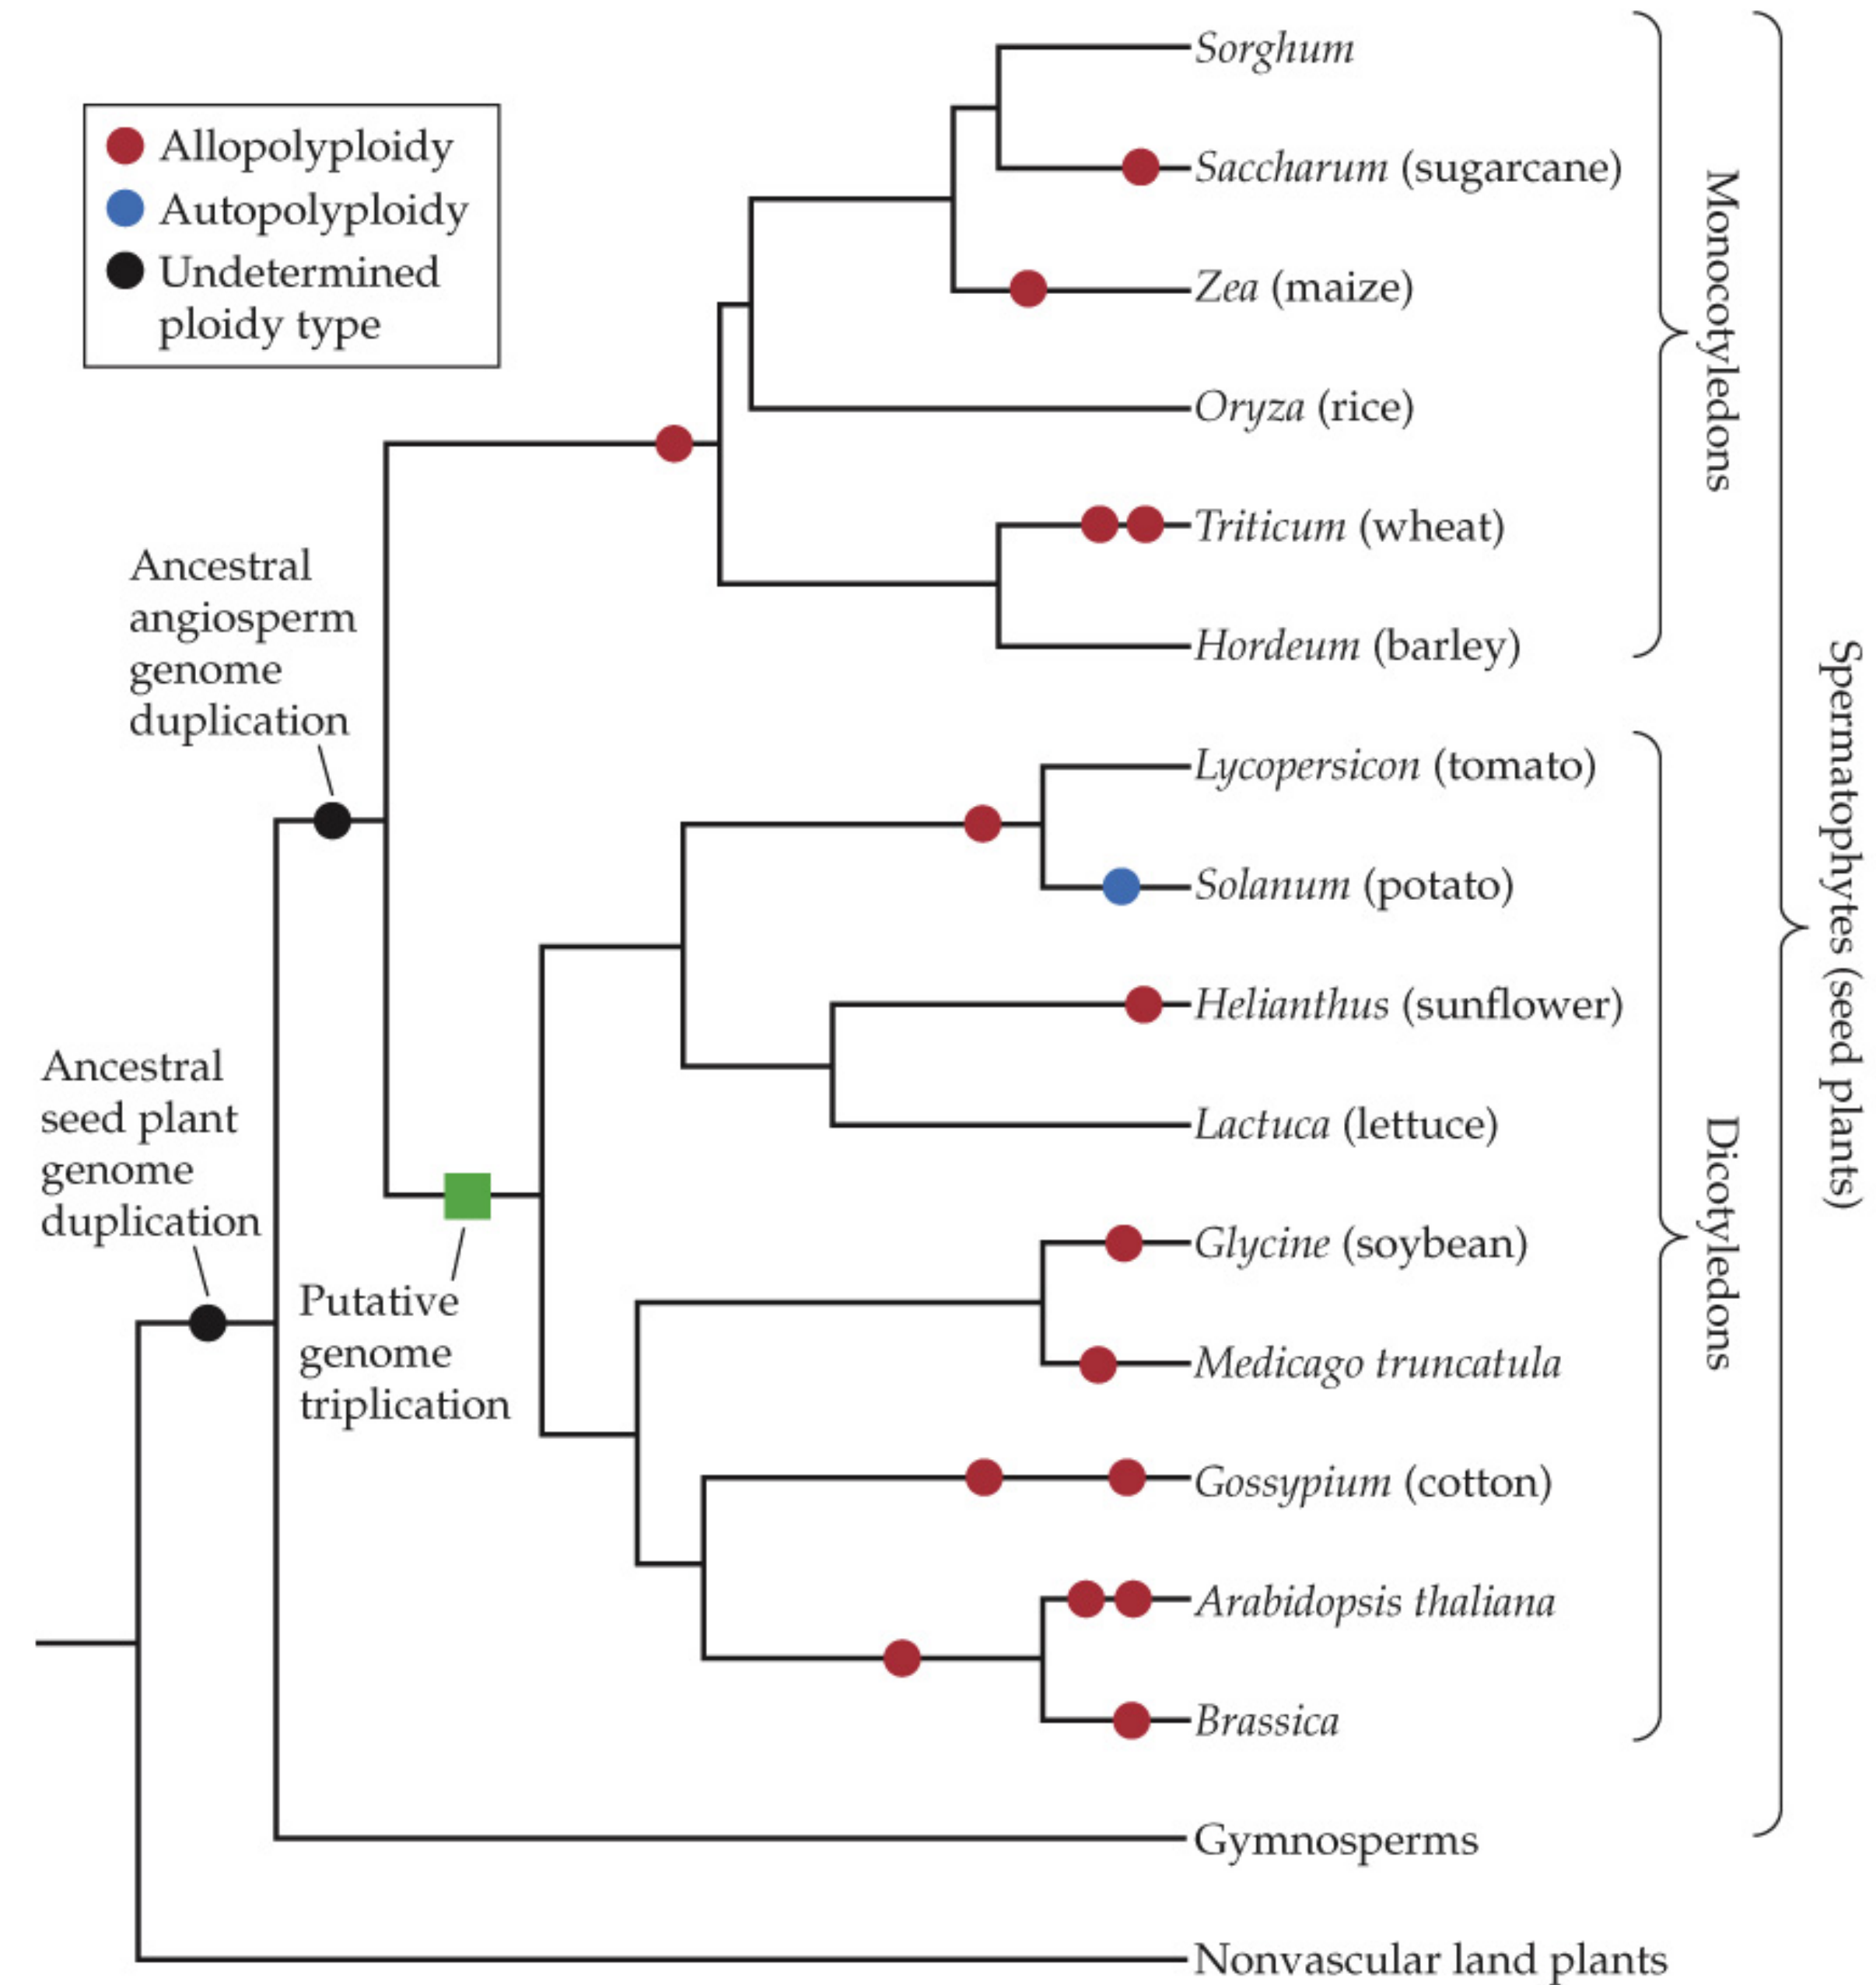 Allopolyploidy
Autopolyploidy
Undetermined
ploidy type
Ancestral
angiosperm
genome
duplication
Ancestral
seed plant
genome
duplication
Putative
genome
triplication
Sorghum
Saccharum (sugarcane)
Zea (maize)
Oryza (rice)
Triticum (wheat)
Hordeum (barley)
Lycopersicon (tomato)
Solanum (potato)
Helianthus (sunflower)
Lactuca (lettuce)
Glycine (soybean)
Medicago truncatula
Gossypium (cotton)
Arabidopsis thaliana
Brassica
Gymnosperms
Nonvascular land plants
Monocotyledons
Dicotyledons
Spermatophytes (seed plants)